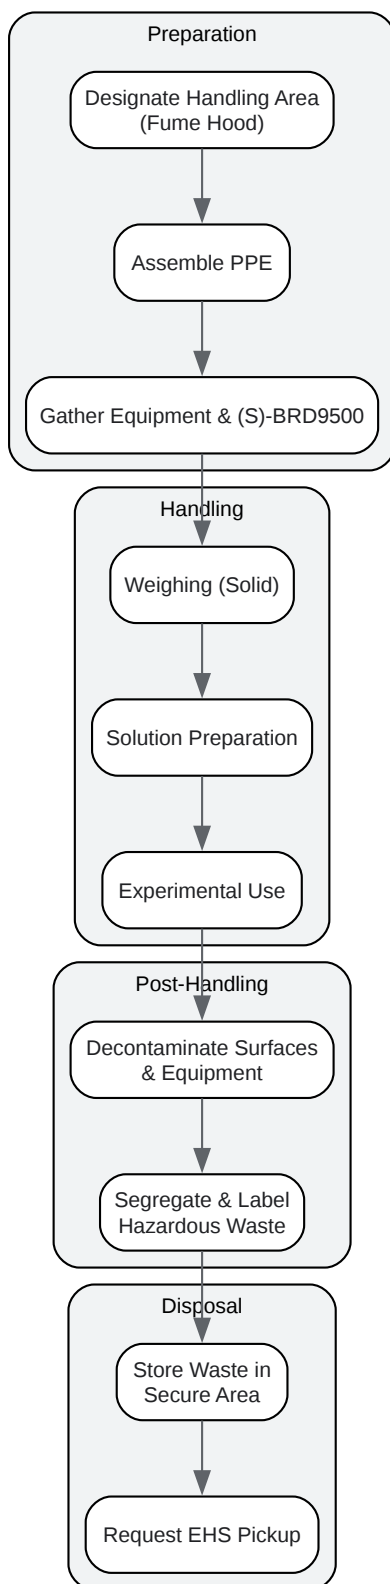 Preparation
Designate Handling Area
(Fume Hood)
Assemble PPE
Gather Equipment & (S)-BRD9500
Handling
Weighing (Solid)
Solution Preparation
Experimental Use
Post-Handling
Decontaminate Surfaces
& Equipment
Segregate & Label
Hazardous Waste
Disposal
Store Waste in
Secure Area
Request EHS Pickup